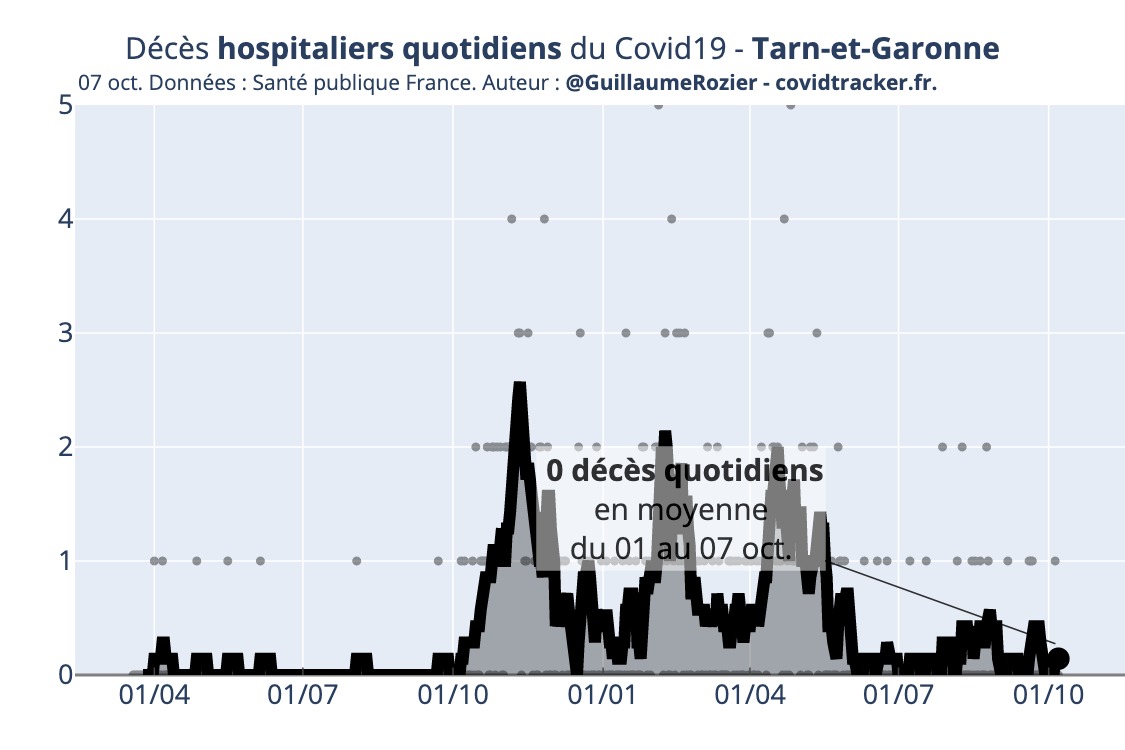 Décès hospitaliers quotidiens du Covid19 - Tarn-et-Garonne
07 oct. Données : Santé publique France. Auteur : @GuillaumeRozier - covidtracker.fr.
5
4
3
2
1
0
0 décès quotidiens
en moyenne
du 01 au 07 oct.
01/04 01/07 01/10 01/01 01/04 01/07 01/10